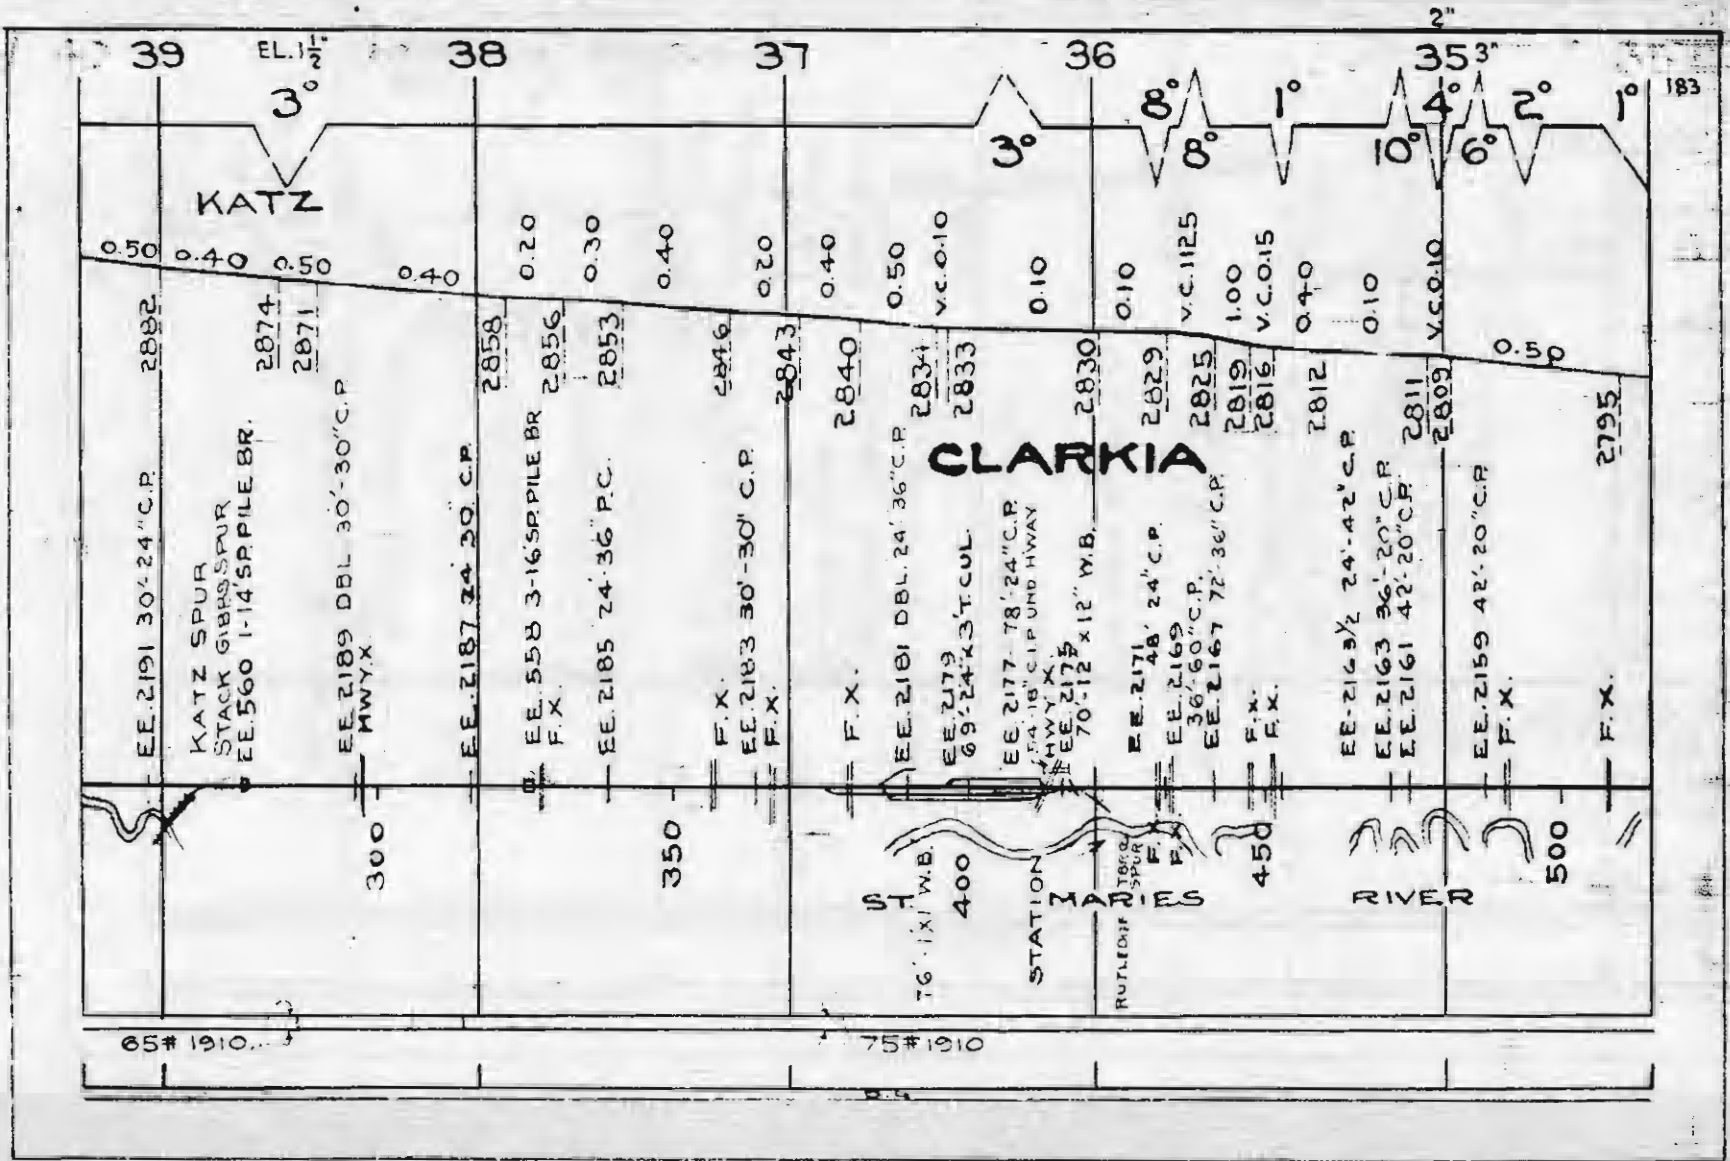 2"
39 EL. 1½" 38 37 36 35 3"
183
3°
3°
8°
8°
1°
10°
4°
6°
2°
1°
KATZ
0.50
0.40
0.50
0.40
0.20
0.30
0.40
0.20
0.40
0.50
V.C.0.10
0.10
0.10
V.C. .1125
1.00
V.C.0.15
0.40
0.10
V.C.0.10
0.50
2882
2874
2871
2858
2856
2853
2846
2843
2840
2834
2833
2830
2829
2825
2819
2816
2812
2811
2809
2795
CLARKIA
EE.2191 30'-24"C.P.
KATZ SPUR
STACK GIBBS SPUR
EE.560 1-14'SP.PILE BR.
EE.2189 DBL 30'-30"C.P.
HWY.X
EE.2187 24' 30" C.P.
EE.558 3-16'SP.PILE BR
F.X.
EE.2185 24' 36" P.C.
F.X.
EE.2183 30'-30" C.P.
F.X.
F.X.
EE.2181 DBL. 24' 36"C.P.
EE.2179
69'-24"x3'T.CUL.
EE.2177 78'-24"C.P.
54'-18"C.I.P UND HWAY
HWY.X
EE.2175
70'-12"x12" W.B.
EE.2171
48' 24" C.P.
EE.2169
36'-60"C.P.
EE.2167 72'-36"C.P.
F.X.
F.X.
EE-2163½ 24'-42"C.P.
EE.2163 36'-20"C.P.
EE.2161 42'-20"C.P.
EE.2159 42'-20"C.P.
F.X.
F.X.
300
350
400
450
500
76'-1'x1' W.B.
STATION
SPUR
F.X.
F.X.
ST. MARIES RIVER
65# 1910
75# 1910